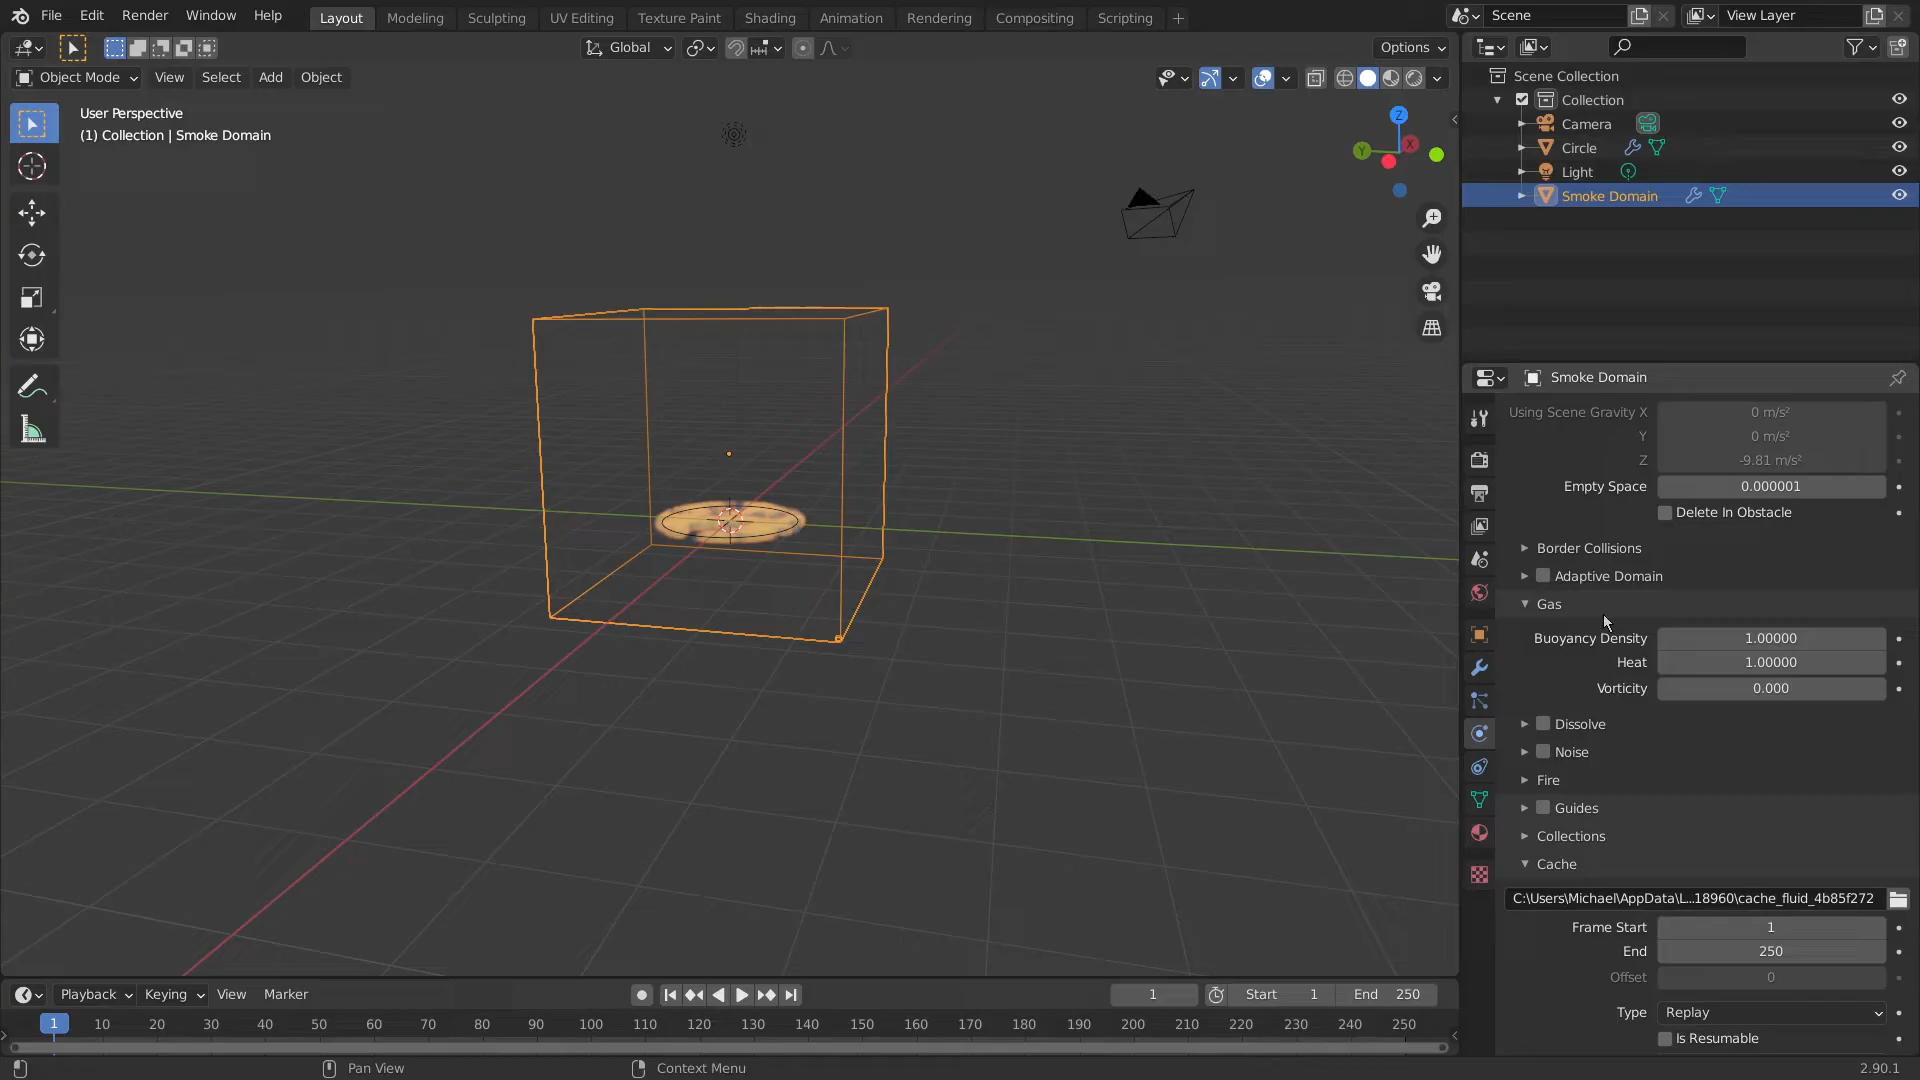 File Edit Render Window Help
Layout Modeling Sculpting UV Editing Texture Paint Shading Animation Rendering Compositing Scripting +
Scene
View Layer
Global
Options
Object Mode View Select Add Object
User Perspective
(1) Collection | Smoke Domain
Z
X
Y
Scene Collection
Collection
Camera
Circle
Light
Smoke Domain
Smoke Domain
Using Scene Gravity X 0 m/s²
Y 0 m/s²
Z -9.81 m/s²
Empty Space 0.000001
Delete In Obstacle
Border Collisions
Adaptive Domain
Gas
Buoyancy Density 1.00000
Heat 1.00000
Vorticity 0.000
Dissolve
Noise
Fire
Guides
Collections
Cache
C:\Users\Michael\AppData\L...18960\cache_fluid_4b85f272
Frame Start 1
End 250
Offset 0
Type Replay
Is Resumable
Playback Keying View Marker
1
Start 1 End 250
1 10 20 30 40 50 60 70 80 90 100 110 120 130 140 150 160 170 180 190 200 210 220 230 240 250
Pan View
Context Menu
2.90.1